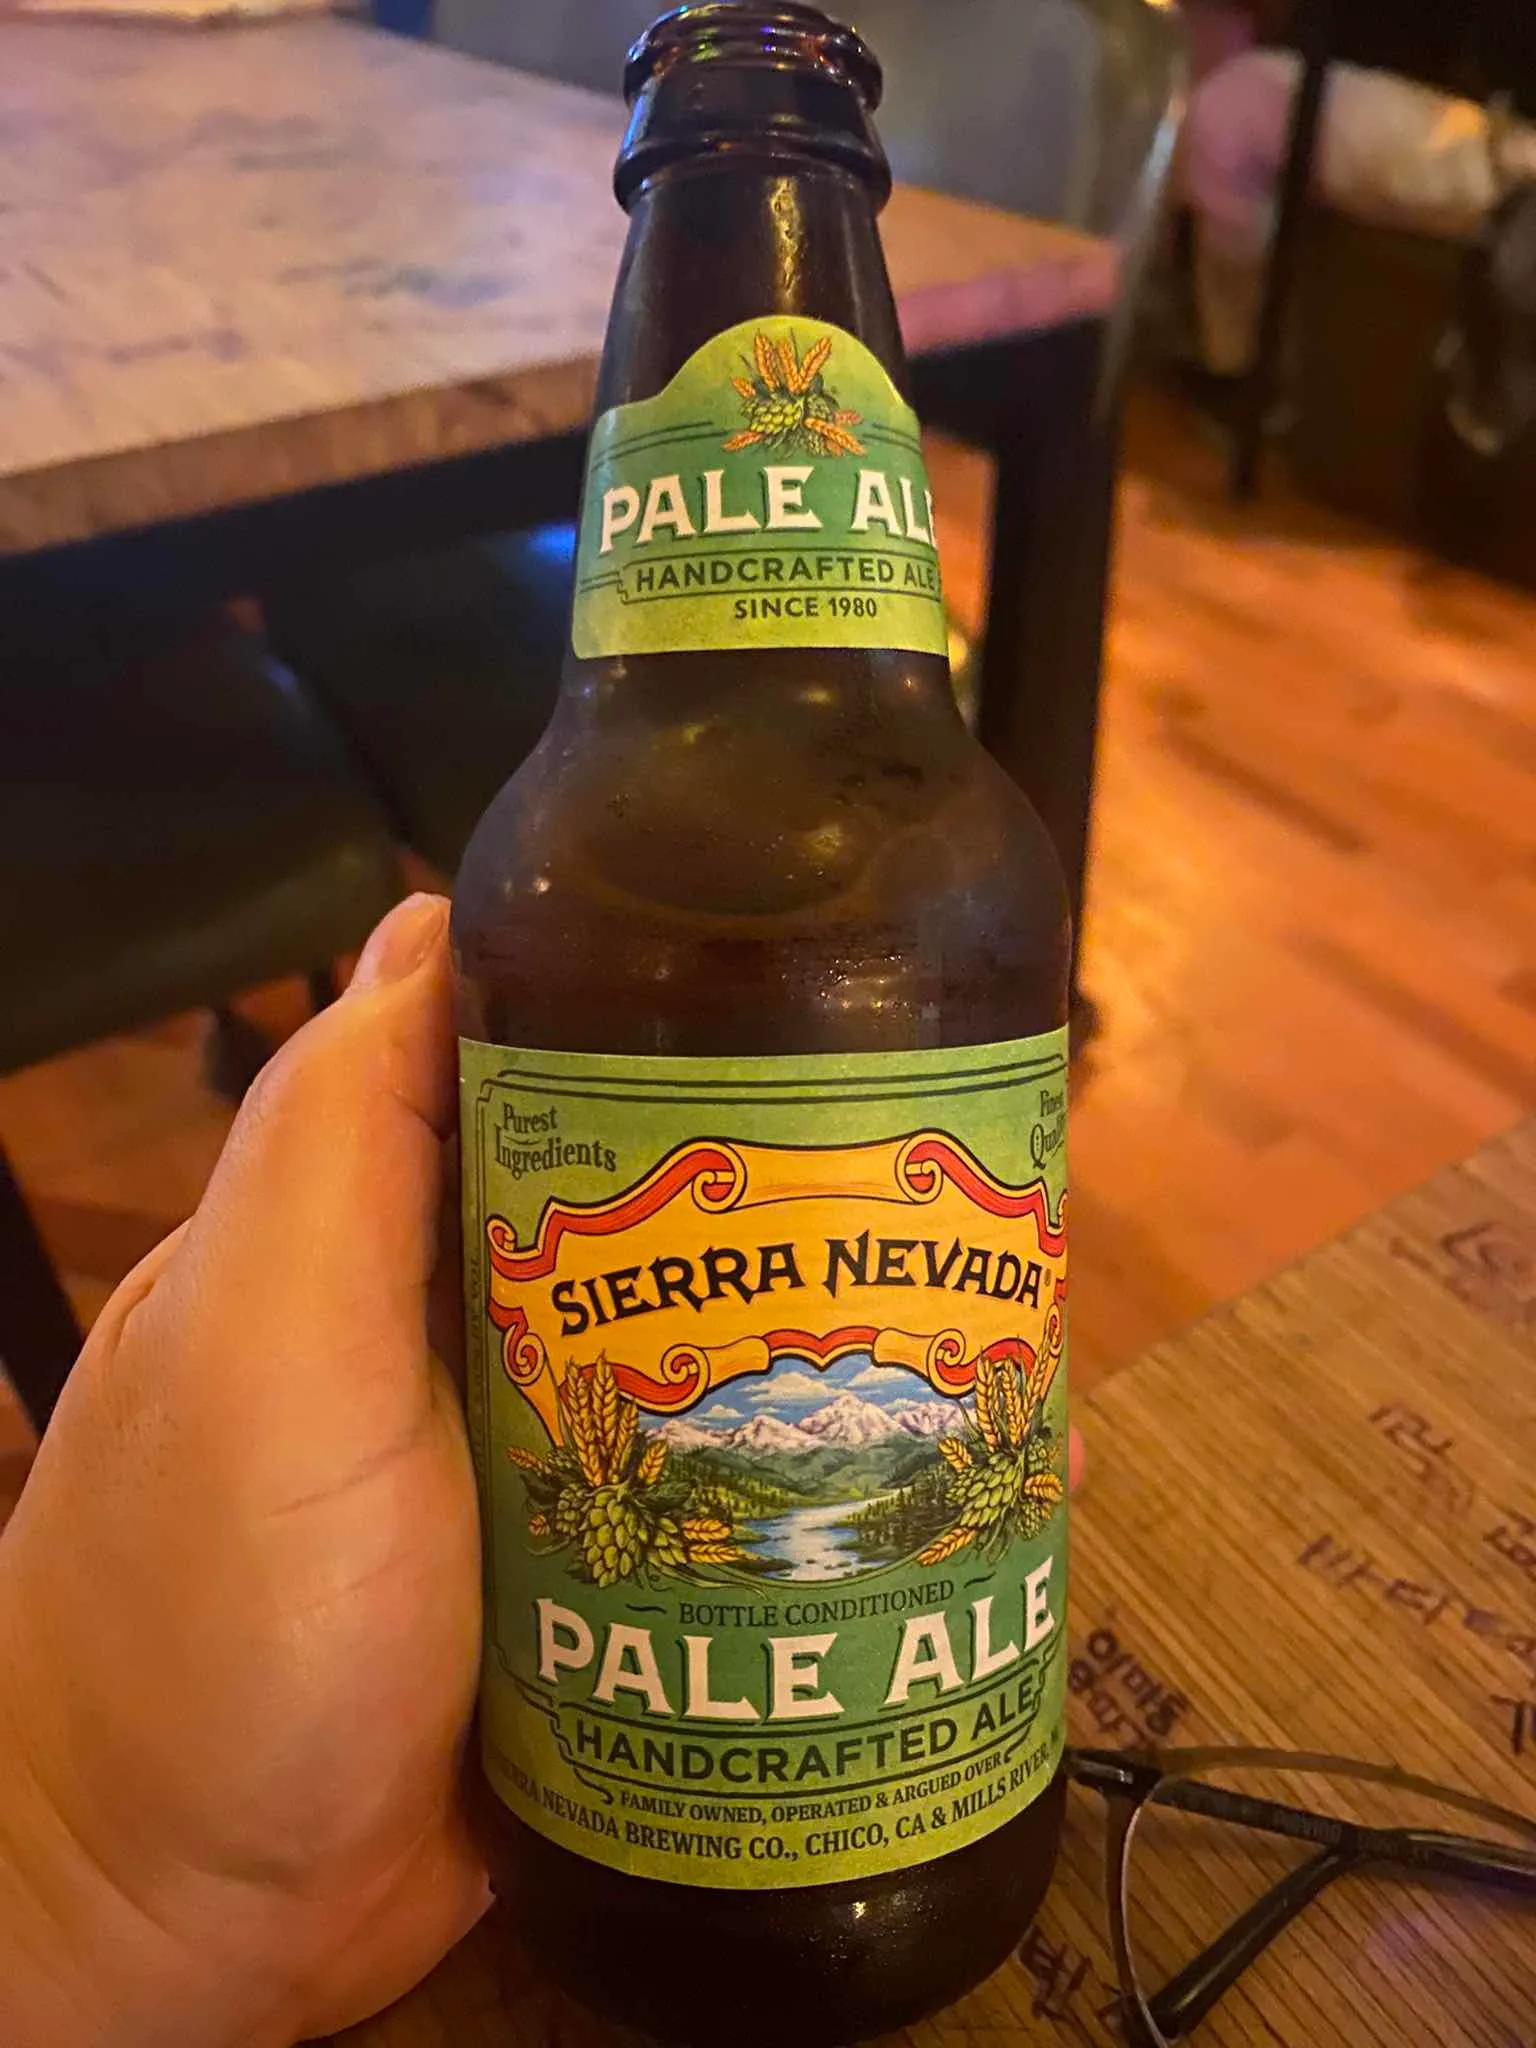 PALE AL
HANDCRAFTED ALE
SINCE 1980
Purest
Ingredients
Finest
SIERRA NEVADA®
BOTTLE CONDITIONED
PALE ALE
HANDCRAFTED ALE
FAMILY OWNED, OPERATED & ARGUED OVER
NEVADA BREWING CO., CHICO, CA & MILLS RIVER,